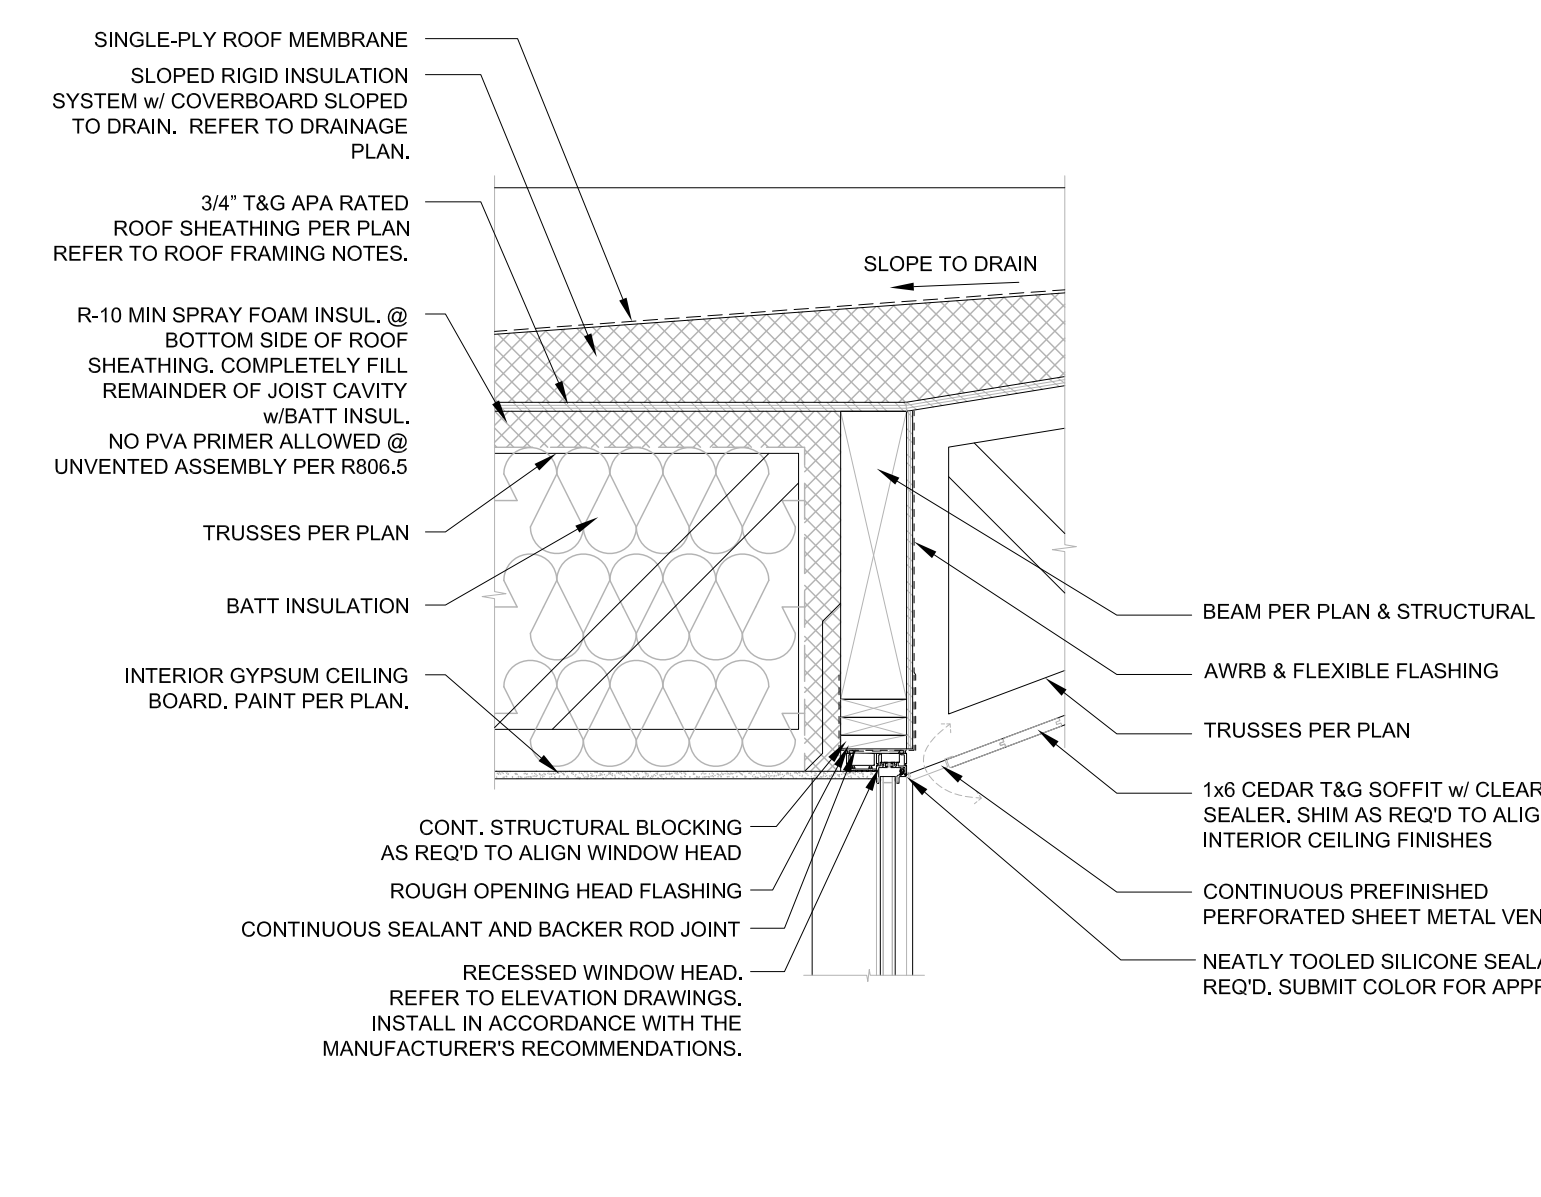 SINGLE-PLY ROOF MEMBRANE
SLOPED RIGID INSULATION
SYSTEM w/ COVERBOARD SLOPED
TO DRAIN. REFER TO DRAINAGE
PLAN.
3/4" T&G APA RATED
ROOF SHEATHING PER PLAN
REFER TO ROOF FRAMING NOTES.
R-10 MIN SPRAY FOAM INSUL. @
BOTTOM SIDE OF ROOF
SHEATHING. COMPLETELY FILL
REMAINDER OF JOIST CAVITY
w/BATT INSUL.
NO PVA PRIMER ALLOWED @
UNVENTED ASSEMBLY PER R806.5
TRUSSES PER PLAN
BATT INSULATION
INTERIOR GYPSUM CEILING
BOARD. PAINT PER PLAN.
CONT. STRUCTURAL BLOCKING
AS REQ'D TO ALIGN WINDOW HEAD
ROUGH OPENING HEAD FLASHING
CONTINUOUS SEALANT AND BACKER ROD JOINT
RECESSED WINDOW HEAD.
REFER TO ELEVATION DRAWINGS.
INSTALL IN ACCORDANCE WITH THE
MANUFACTURER'S RECOMMENDATIONS.
SLOPE TO DRAIN
BEAM PER PLAN & STRUCTURAL
AWRB & FLEXIBLE FLASHING
TRUSSES PER PLAN
1x6 CEDAR T&G SOFFIT w/ CLEAR
SEALER. SHIM AS REQ'D TO
INTERIOR CEILING FINISHES
CONTINUOUS PREFINISHED
PERFORATED SHEET METAL
NEATLY TOOLED SILICONE
REQ'D. SUBMIT COLOR FOR